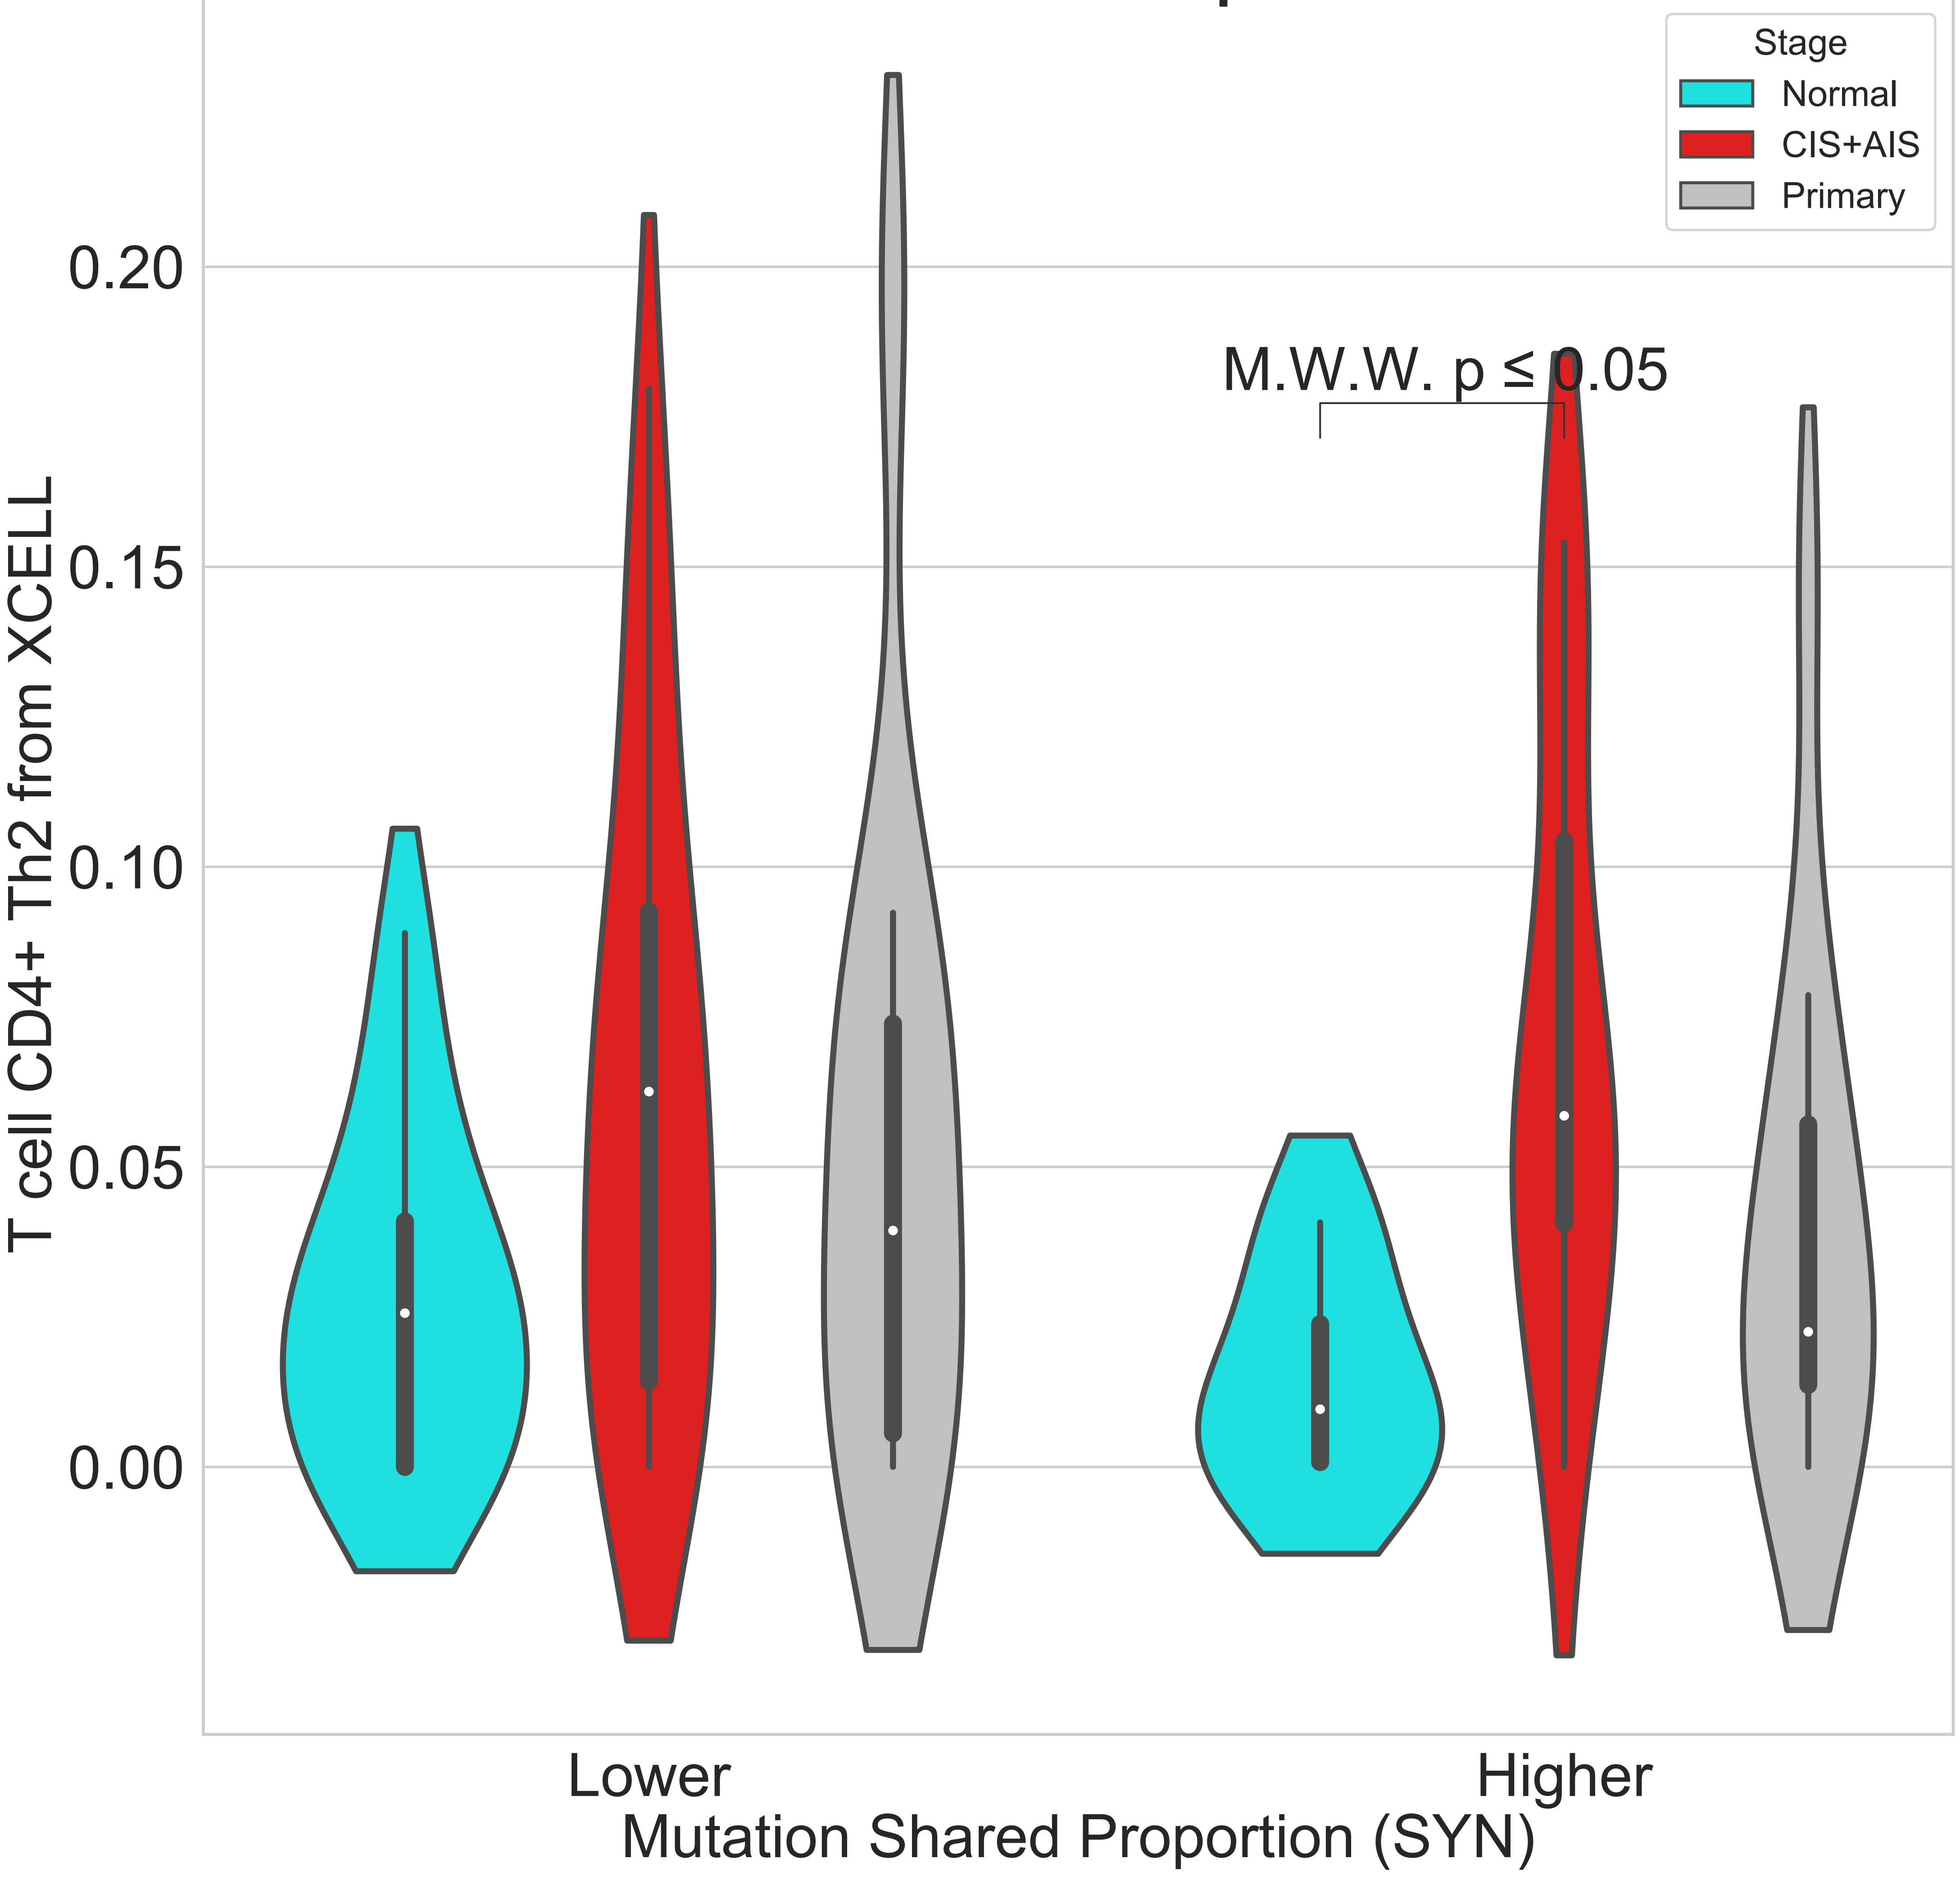 Stage
Normal
CIS+AIS
Primary
M.W.W. p ≤ 0.05
0.20
0.15
0.10
0.05
0.00
T cell CD4+ Th2 from XCELL
Lower
Higher
Mutation Shared Proportion (SYN)